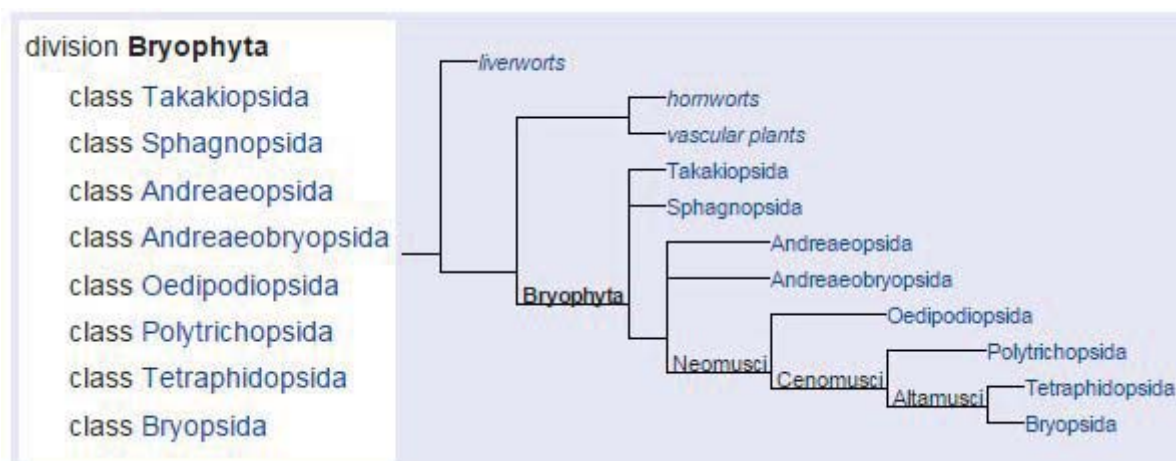 division Bryophyta
class Takakiopsida
class Sphagnopsida
class Andreaeopsida
class Andreaeobryopsida
class Oedipodiopsida
class Polytrichopsida
class Tetraphidopsida
class Bryopsida
liverworts
hornworts
vascular plants
Takakiopsida
Sphagnopsida
Andreaeopsida
Andreaeobryopsida
Bryophyta
Oedipodiopsida
Neomusci
Polytrichopsida
Cenomusci
Tetraphidopsida
Altamusci
Bryopsida